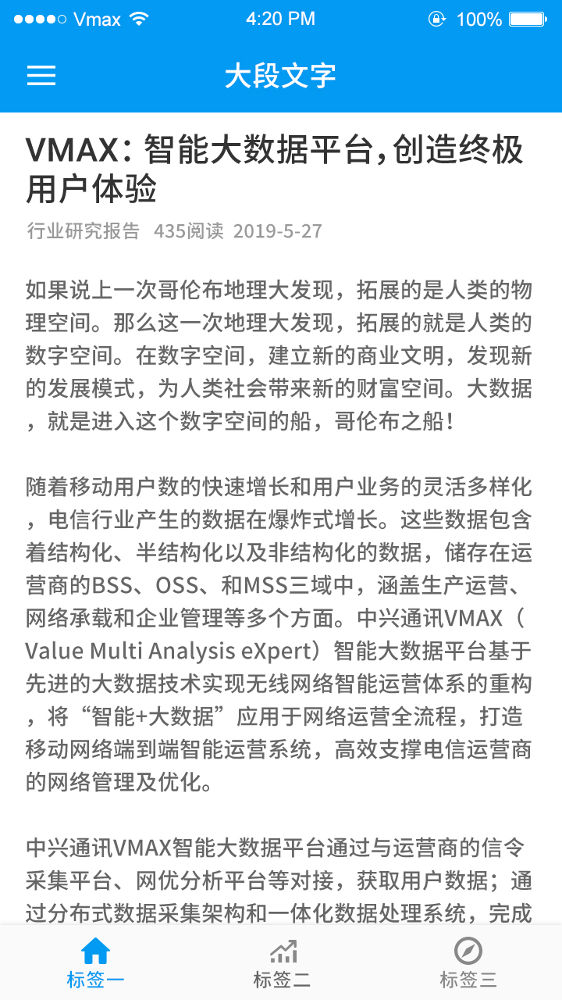 Vmax
4:20 PM
100%
大段文字
VMAX：智能大数据平台，创造终极
用户体验
行业研究报告 435阅读 2019-5-27
如果说上一次哥伦布地理大发现，拓展的是人类的物
理空间。那么这一次地理大发现，拓展的就是人类的
数字空间。在数字空间，建立新的商业文明，发现新
的发展模式，为人类社会带来新的财富空间。大数据
，就是进入这个数字空间的船，哥伦布之船！
随着移动用户数的快速增长和用户业务的灵活多样化
，电信行业产生的数据在爆炸式增长。这些数据包含
着结构化、半结构化以及非结构化的数据，储存在运
营商的BSS、OSS、和MSS三域中，涵盖生产运营、
网络承载和企业管理等多个方面。中兴通讯VMAX（
Value Multi Analysis eXpert）智能大数据平台基于
先进的大数据技术实现无线网络智能运营体系的重构
，将“智能+大数据”应用于网络运营全流程，打造
移动网络端到端智能运营系统，高效支撑电信运营商
的网络管理及优化。
中兴通讯VMAX智能大数据平台通过与运营商的信令
采集平台、网优分析平台等对接，获取用户数据；通
过分布式数据采集架构和一体化数据处理系统，完成
标签一
标签二
标签三